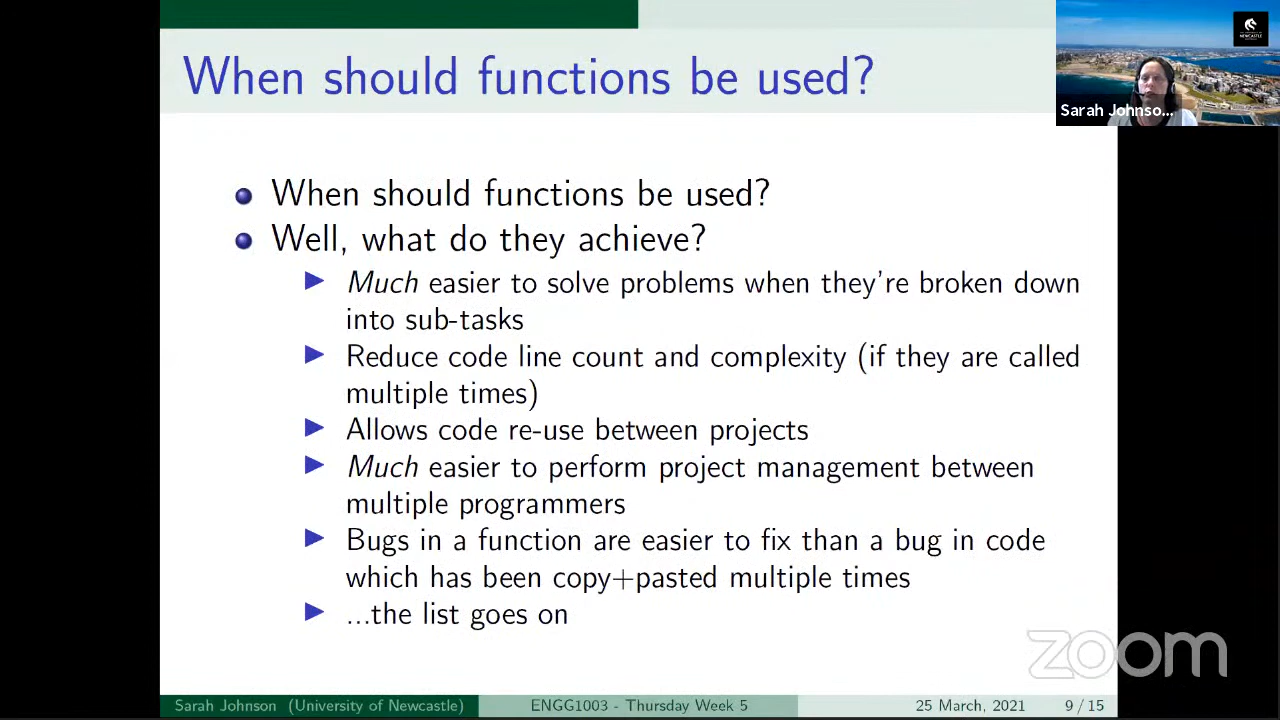 When should functions be used?
Sarah Johnso...
When should functions be used?
Well, what do they achieve?
Much easier to solve problems when they're broken down
into sub-tasks
Reduce code line count and complexity (if they are called
multiple times)
Allows code re-use between projects
Much easier to perform project management between
multiple programmers
Bugs in a function are easier to fix than a bug in code
which has been copy+pasted multiple times
...the list goes on
zoom
Sarah Johnson (University of Newcastle) ENGG1003 - Thursday Week 5 25 March, 2021 9 / 15